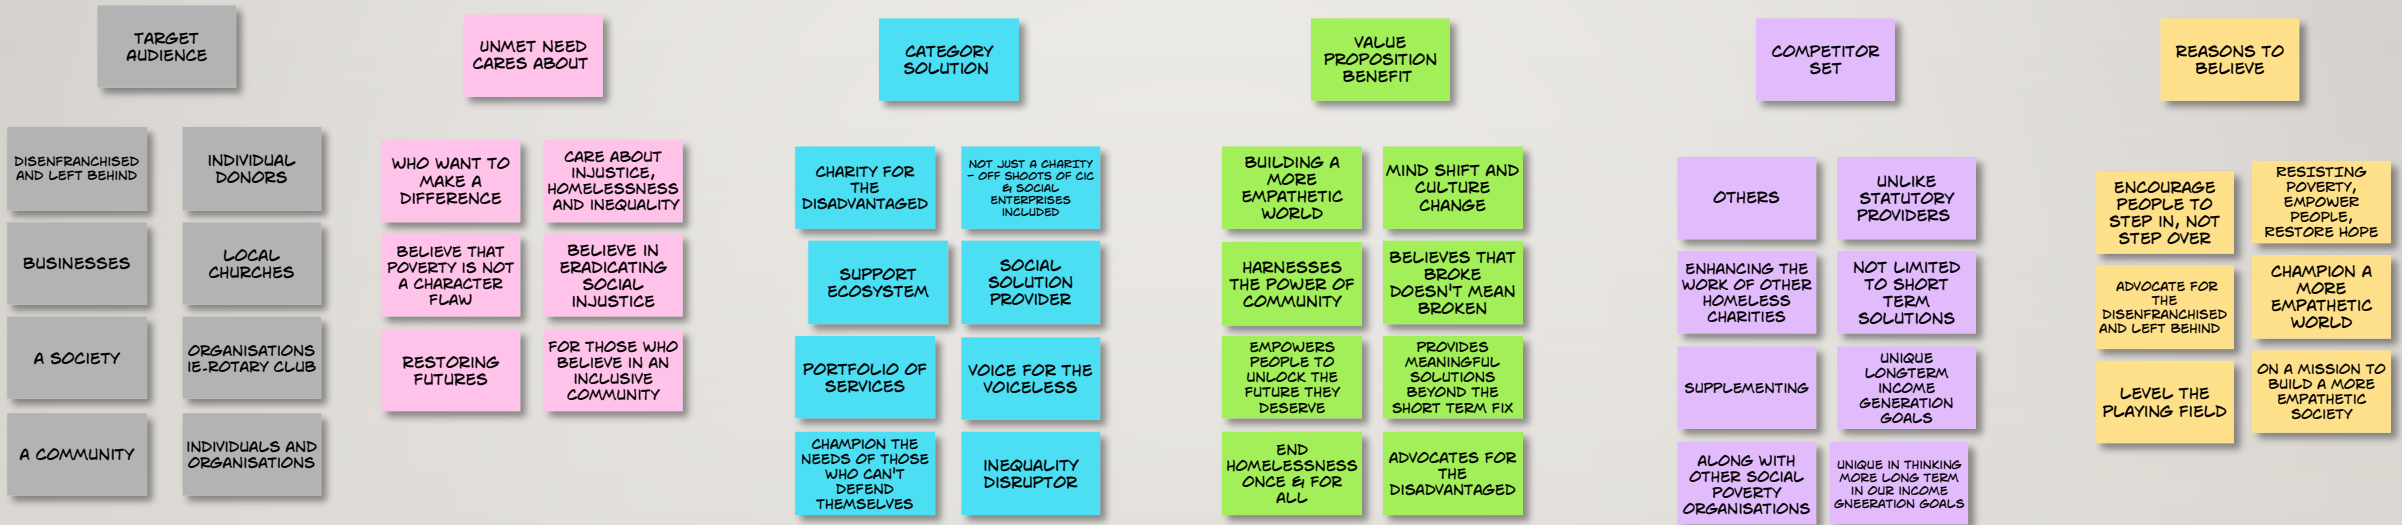 TARGET
AUDIENCE
UNMET NEED
CARES ABOUT
CATEGORY
SOLUTION
VALUE
PROPOSITION
BENEFIT
COMPETITOR
SET
REASONS TO
BELIEVE
DISENFRANCHISED
AND LEFT BEHIND
INDIVIDUAL
DONORS
BUSINESSES
LOCAL
CHURCHES
A SOCIETY
ORGANISATIONS
IE-ROTARY CLUB
A COMMUNITY
INDIVIDUALS AND
ORGANISATIONS
WHO WANT TO
MAKE A
DIFFERENCE
CARE ABOUT
INJUSTICE,
HOMELESSNESS
AND INEQUALITY
BELIEVE THAT
POVERTY IS NOT
A CHARACTER
FLAW
BELIEVE IN
ERADICATING
SOCIAL
INJUSTICE
RESTORING
FUTURES
FOR THOSE WHO
BELIEVE IN AN
INCLUSIVE
COMMUNITY
CHARITY FOR
THE
DISADVANTAGED
NOT JUST A CHARITY
- OFF SHOOTS OF CIC
& SOCIAL
ENTERPRISES
INCLUDED
SUPPORT
ECOSYSTEM
SOCIAL
SOLUTION
PROVIDER
PORTFOLIO OF
SERVICES
VOICE FOR THE
VOICELESS
CHAMPION THE
NEEDS OF THOSE
WHO CAN'T
DEFEND
THEMSELVES
INEQUALITY
DISRUPTOR
BUILDING A
MORE
EMPATHETIC
WORLD
MIND SHIFT AND
CULTURE
CHANGE
HARNESSES
THE POWER OF
COMMUNITY
BELIEVES THAT
BROKE
DOESN'T MEAN
BROKEN
EMPOWERS
PEOPLE TO
UNLOCK THE
FUTURE THEY
DESERVE
PROVIDES
MEANINGFUL
SOLUTIONS
BEYOND THE
SHORT TERM FIX
END
HOMELESSNESS
ONCE & FOR
ALL
ADVOCATES FOR
THE
DISADVANTAGED
OTHERS
UNLIKE
STATUTORY
PROVIDERS
ENHANCING THE
WORK OF OTHER
HOMELESS
CHARITIES
NOT LIMITED
TO SHORT
TERM
SOLUTIONS
SUPPLEMENTING
UNIQUE
LONGTERM
INCOME
GENERATION
GOALS
ALONG WITH
OTHER SOCIAL
POVERTY
ORGANISATIONS
UNIQUE IN THINKING
MORE LONG TERM
IN OUR INCOME
GNEERATION GOALS
ENCOURAGE
PEOPLE TO
STEP IN, NOT
STEP OVER
RESISTING
POVERTY,
EMPOWER
PEOPLE,
RESTORE HOPE
ADVOCATE FOR
THE
DISENFRANCHISED
AND LEFT BEHIND
CHAMPION A
MORE
EMPATHETIC
WORLD
LEVEL THE
PLAYING FIELD
ON A MISSION TO
BUILD A MORE
EMPATHETIC
SOCIETY